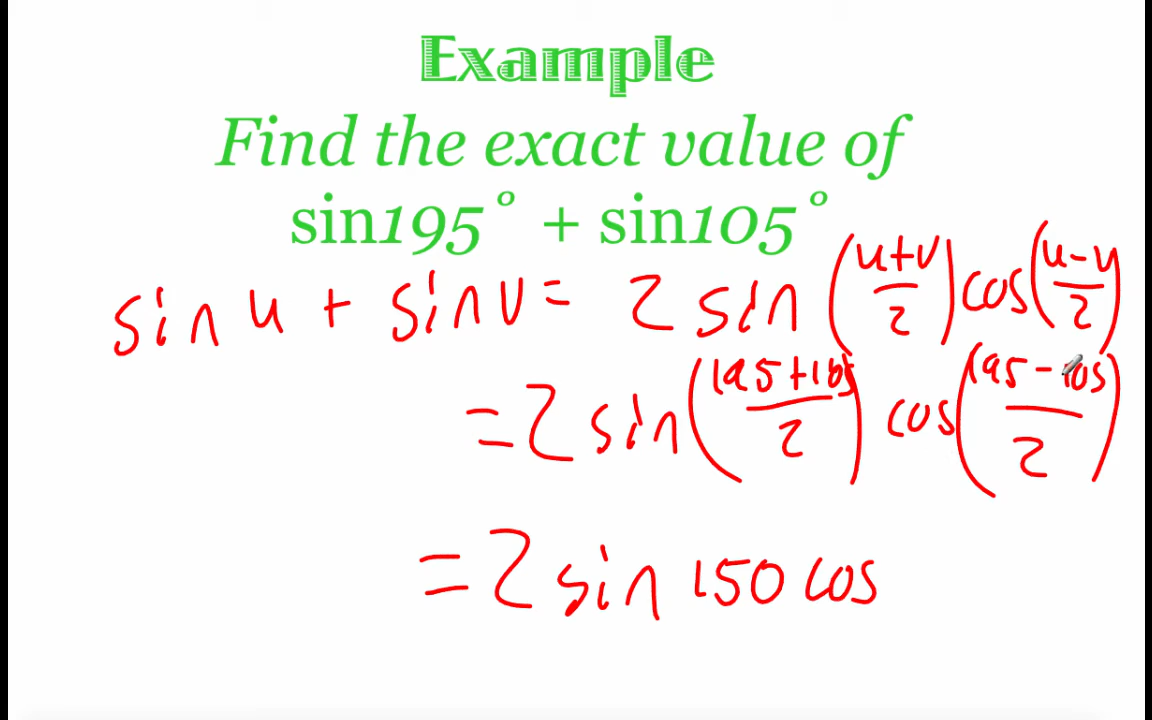 Example
Find the exact value of
sin195° + sin105°
sin u + sin v = 2 sin (u+v/2) cos (u-v/2)
= 2 sin (195+105/2) cos (195-105/2)
= 2 sin 150 cos